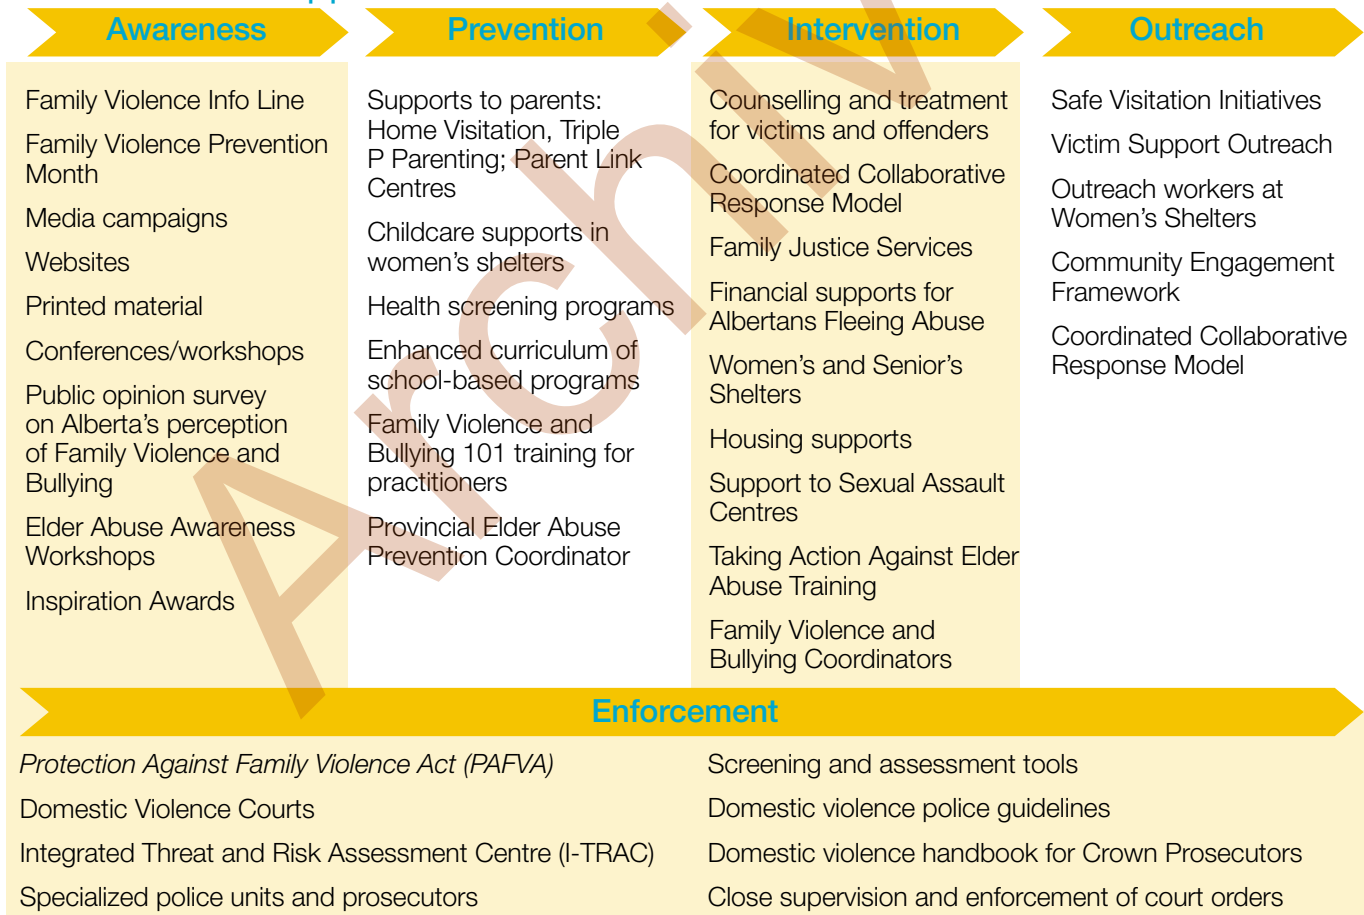 Awareness
Family Violence Info Line
Family Violence Prevention
Month
Media campaigns
Websites
Printed material
Conferences/workshops
Public opinion survey
on Alberta's perception
of Family Violence and
Bullying
Elder Abuse Awareness
Workshops
Inspiration Awards
Prevention
Supports to parents:
Home Visitation, Triple
P Parenting; Parent Link
Centres
Childcare supports in
women's shelters
Health screening programs
Enhanced curriculum of
school-based programs
Family Violence and
Bullying 101 training for
practitioners
Provincial Elder Abuse
Prevention Coordinator
Intervention
Counselling and treatment
for victims and offenders
Coordinated Collaborative
Response Model
Family Justice Services
Financial supports for
Albertans Fleeing Abuse
Women's and Senior's
Shelters
Housing supports
Support to Sexual Assault
Centres
Taking Action Against Elder
Abuse Training
Family Violence and
Bullying Coordinators
Outreach
Safe Visitation Initiatives
Victim Support Outreach
Outreach workers at
Women's Shelters
Community Engagement
Framework
Coordinated Collaborative
Response Model
Enforcement
Protection Against Family Violence Act (PAFVA)
Domestic Violence Courts
Integrated Threat and Risk Assessment Centre (I-TRAC)
Specialized police units and prosecutors
Screening and assessment tools
Domestic violence police guidelines
Domestic violence handbook for Crown Prosecutors
Close supervision and enforcement of court orders
Archiv